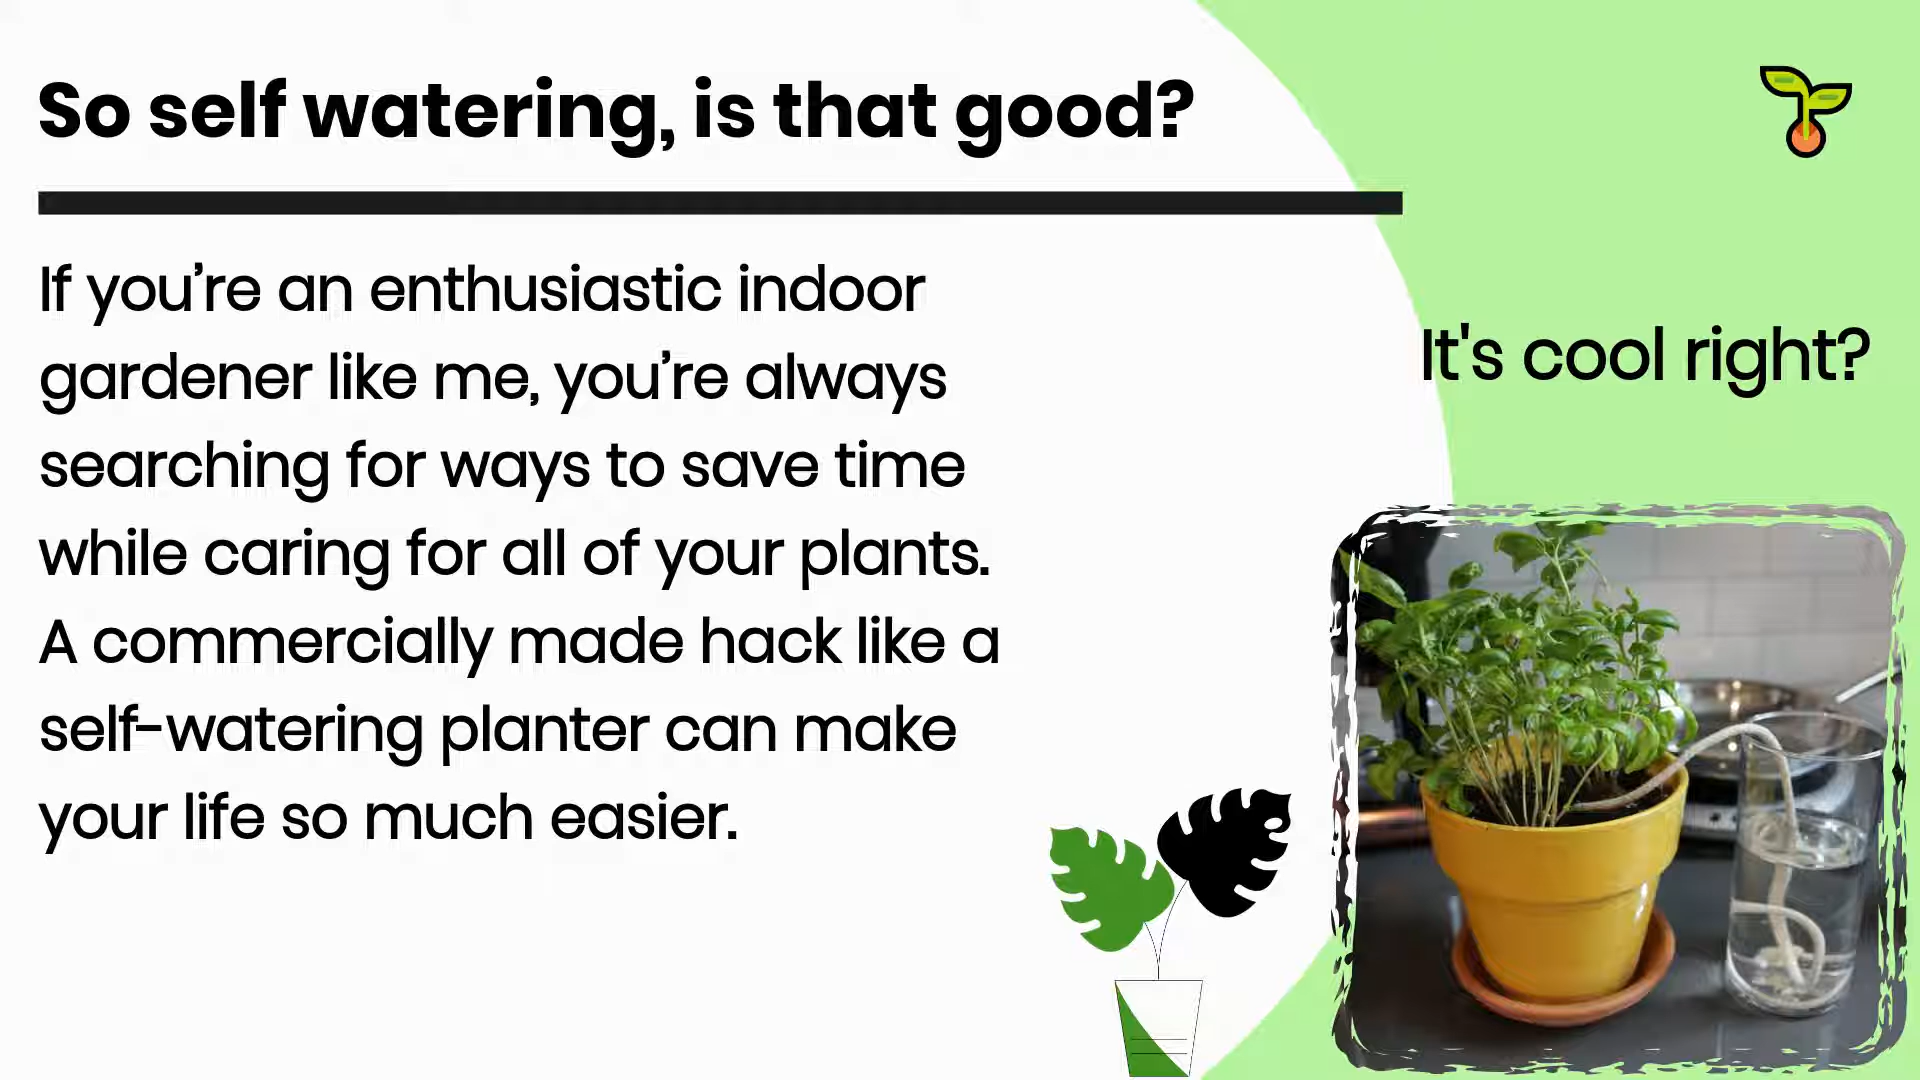 So self watering, is that good?
If you’re an enthusiastic indoor
gardener like me, you’re always
searching for ways to save time
while caring for all of your plants.
A commercially made hack like a
self-watering planter can make
your life so much easier.
It's cool right?